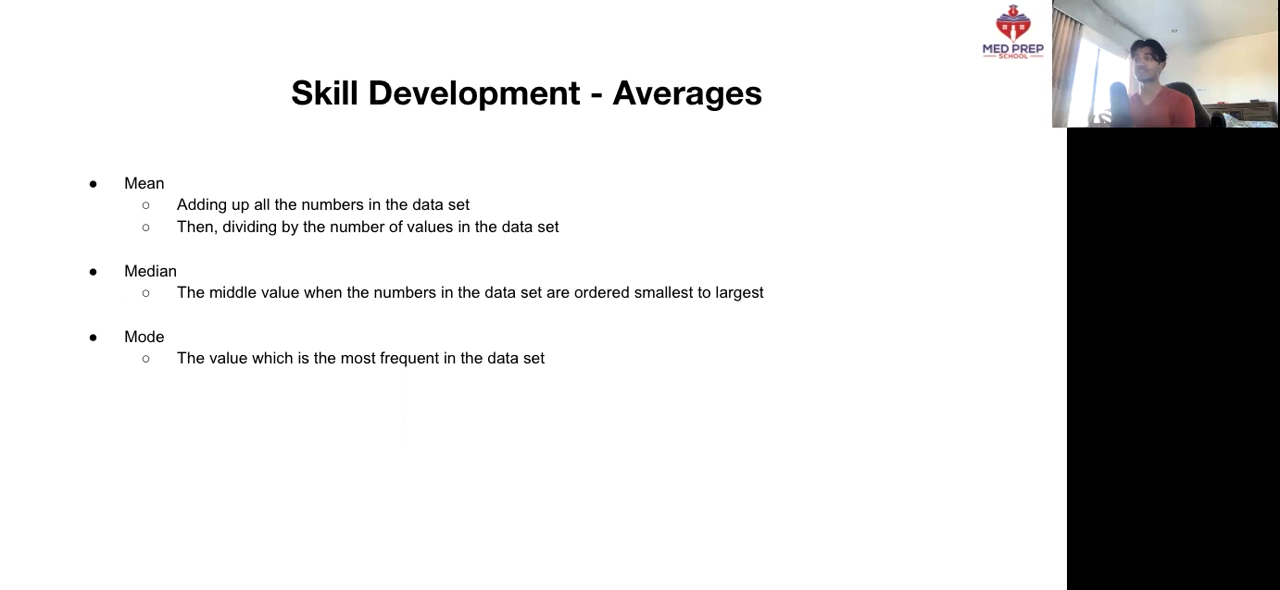 MED PREP
SCHOOL
Skill Development - Averages
● Mean
○ Adding up all the numbers in the data set
○ Then, dividing by the number of values in the data set
● Median
○ The middle value when the numbers in the data set are ordered smallest to largest
● Mode
○ The value which is the most frequent in the data set